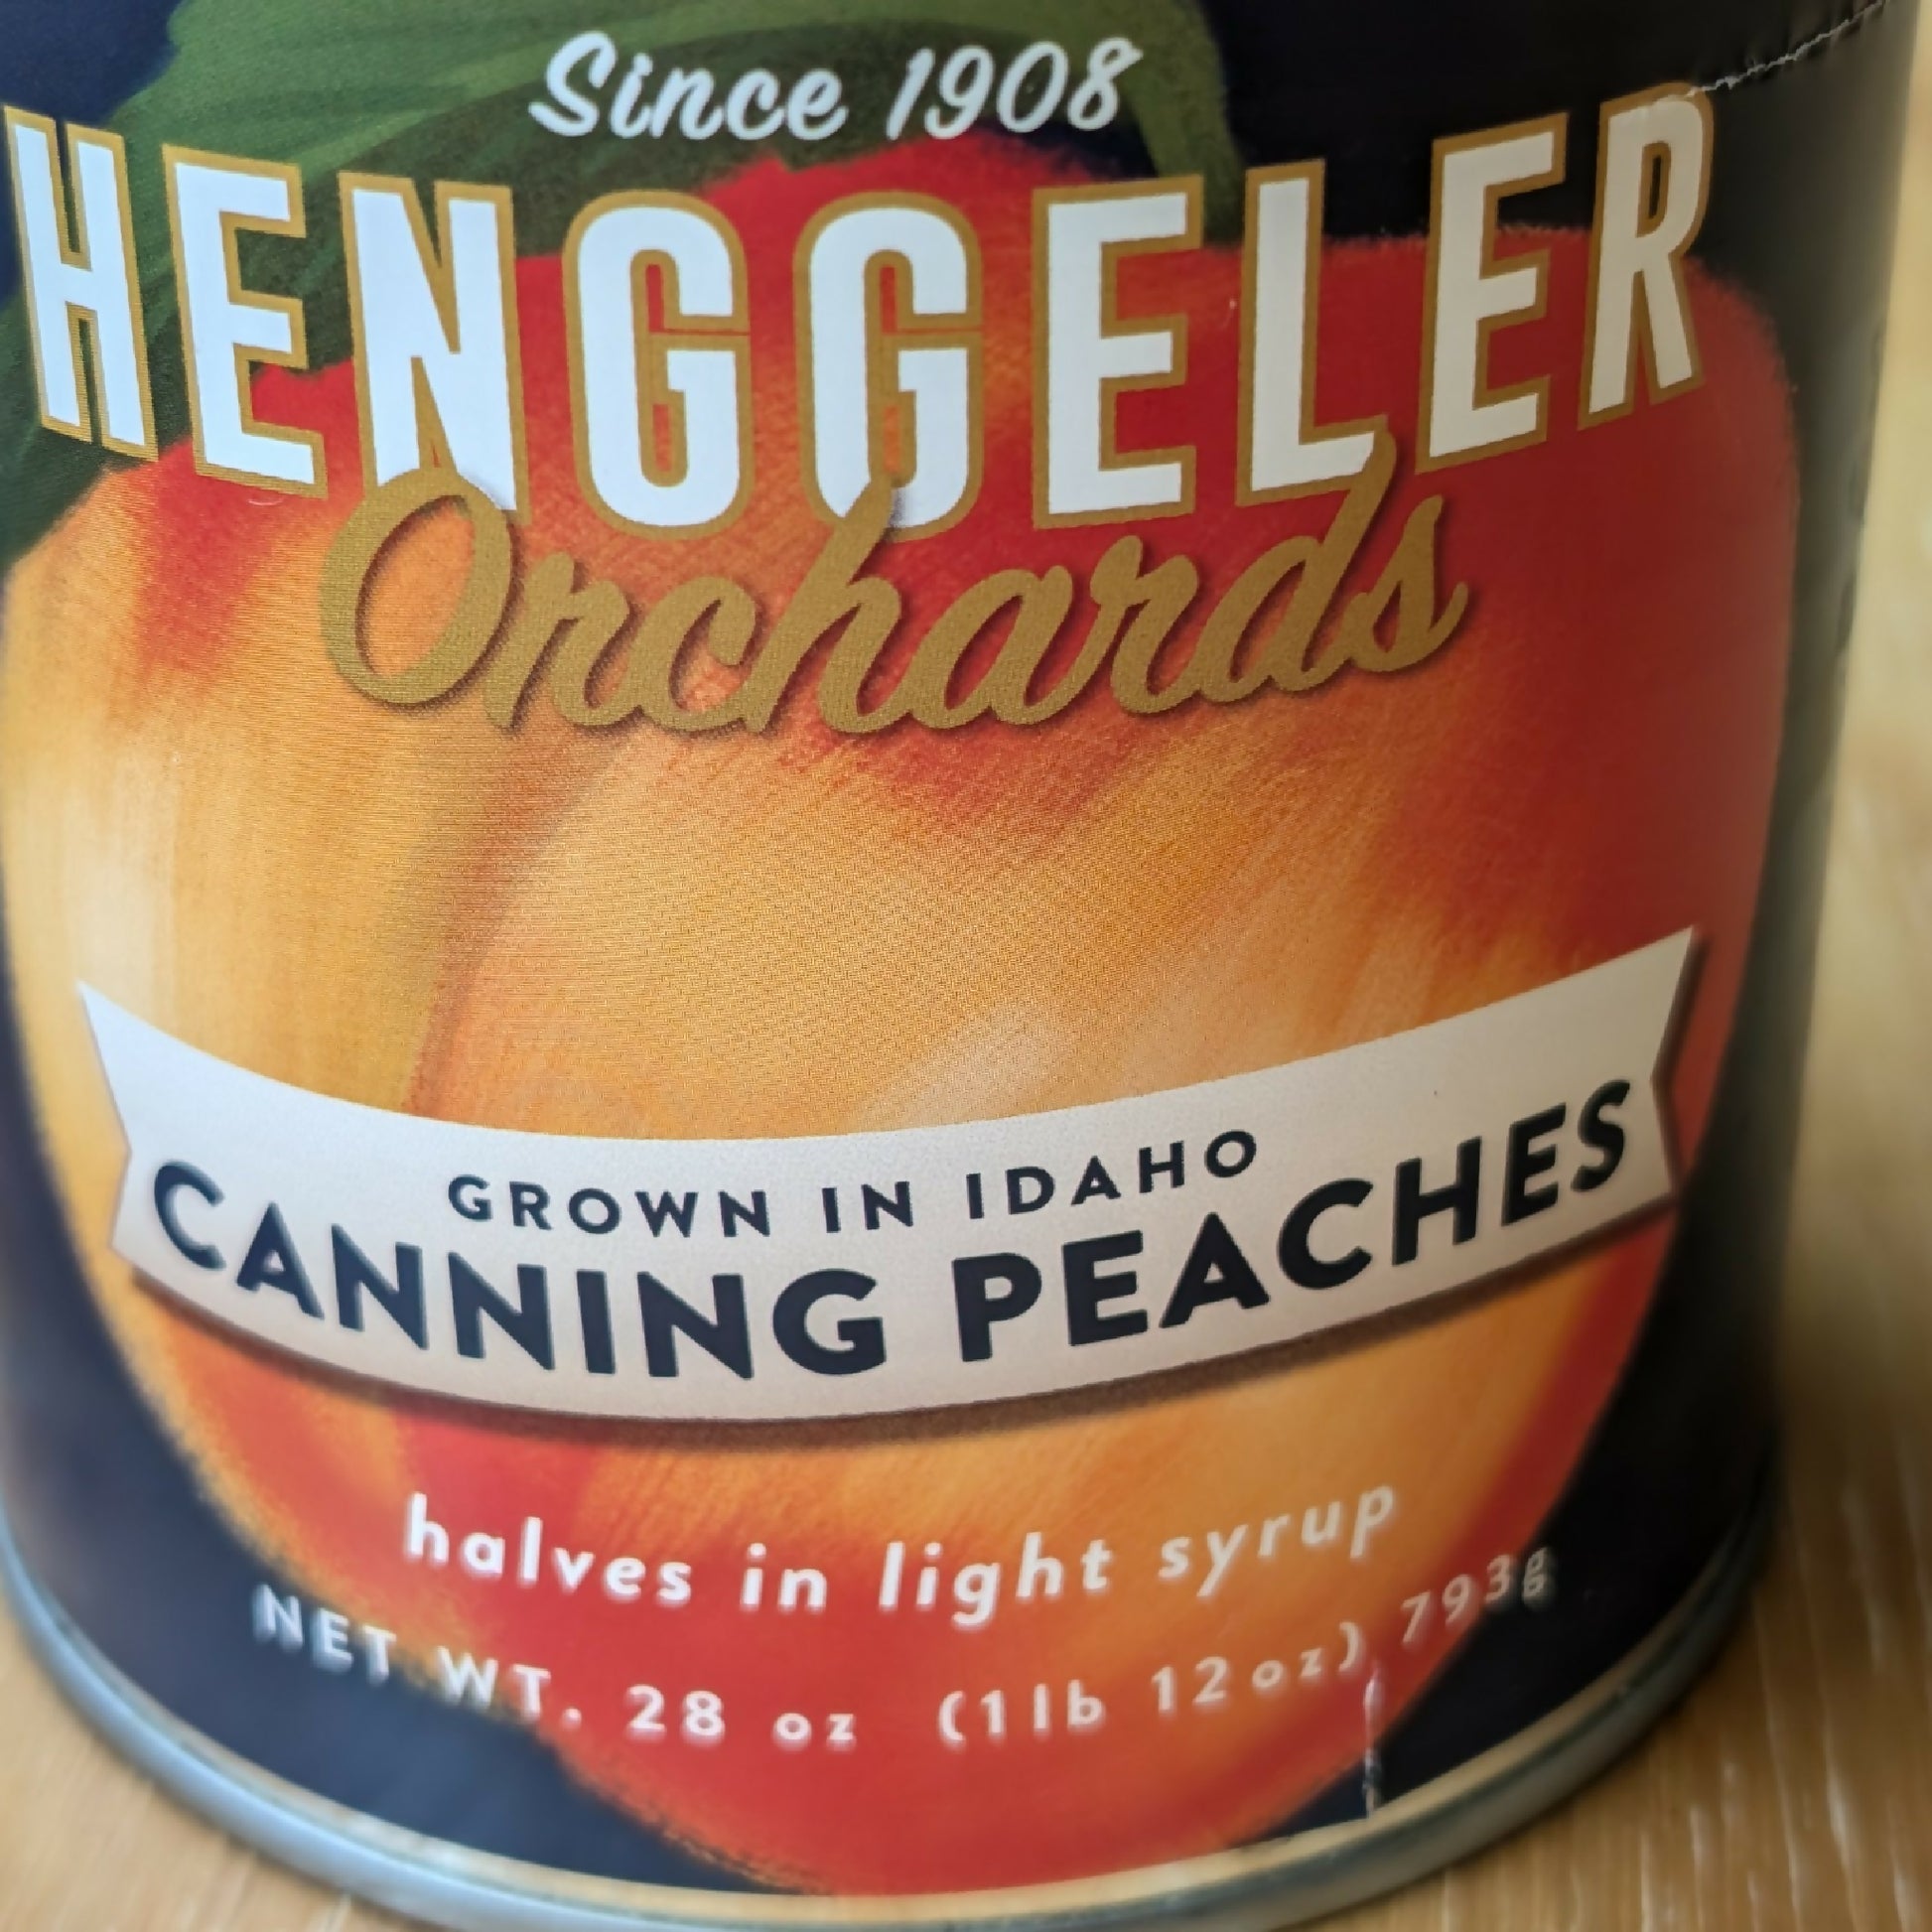 Since 1908
HENGGELER
Orchards
GROWN IN IDAHO
CANNING PEACHES
halves in light syrup
NET WT. 28 oz (1lb 12oz) 793g